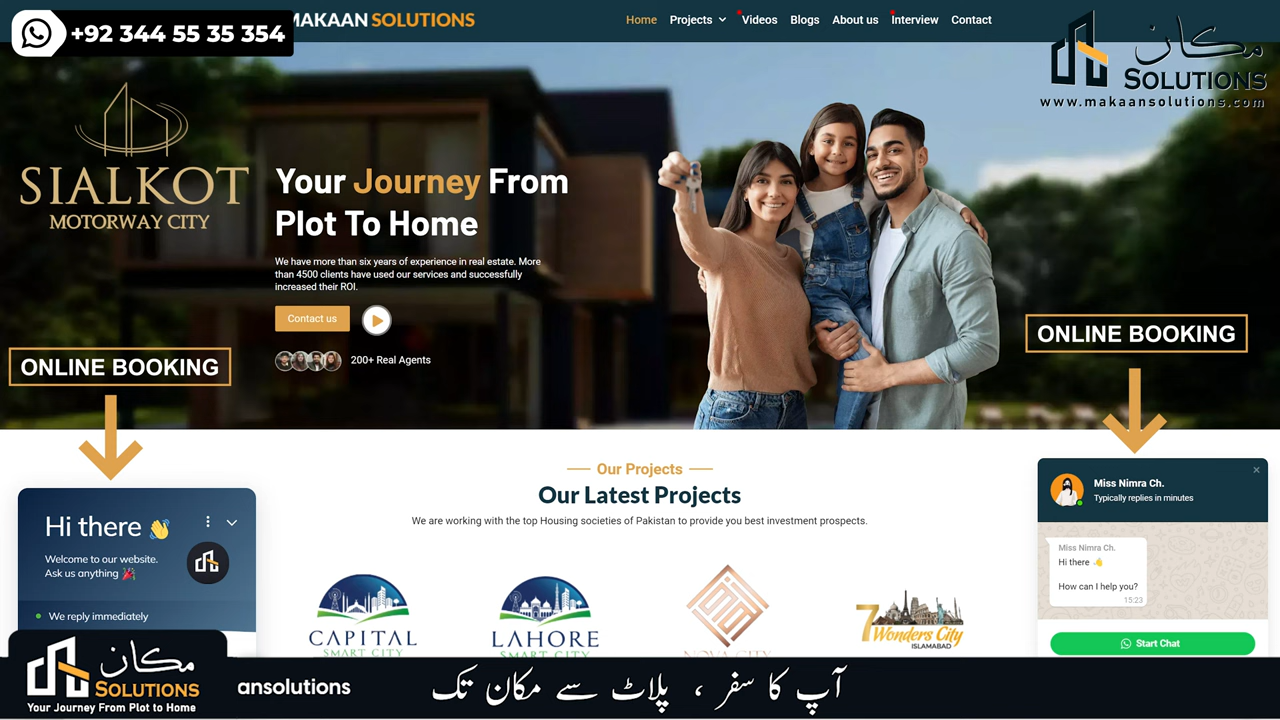 +92 344 55 35 354
MAKAAN SOLUTIONS
Home Projects Videos Blogs About us Interview Contact
مکان
SOLUTIONS
www.makaansolutions.com
SIALKOT
MOTORWAY CITY
Your Journey From
Plot To Home
We have more than six years of experience in real estate. More
than 4500 clients have used our services and successfully
increased their ROI.
Contact us
200+ Real Agents
ONLINE BOOKING
ONLINE BOOKING
Our Projects
Our Latest Projects
We are working with the top Housing societies of Pakistan to provide you best investment prospects.
Hi there 👋
Welcome to our website.
Ask us anything 🎉
We reply immediately
CAPITAL
SMART CITY
LAHORE
SMART CITY
NOVA CITY
7 Wonders City
ISLAMABAD
Miss Nimra Ch.
Typically replies in minutes
Miss Nimra Ch.
Hi there 👋
How can I help you?
15:23
Start Chat
مکان
SOLUTIONS
Your Journey From Plot to Home
ansolutions
آپ کا سفر ، پلاٹ سے مکان تک